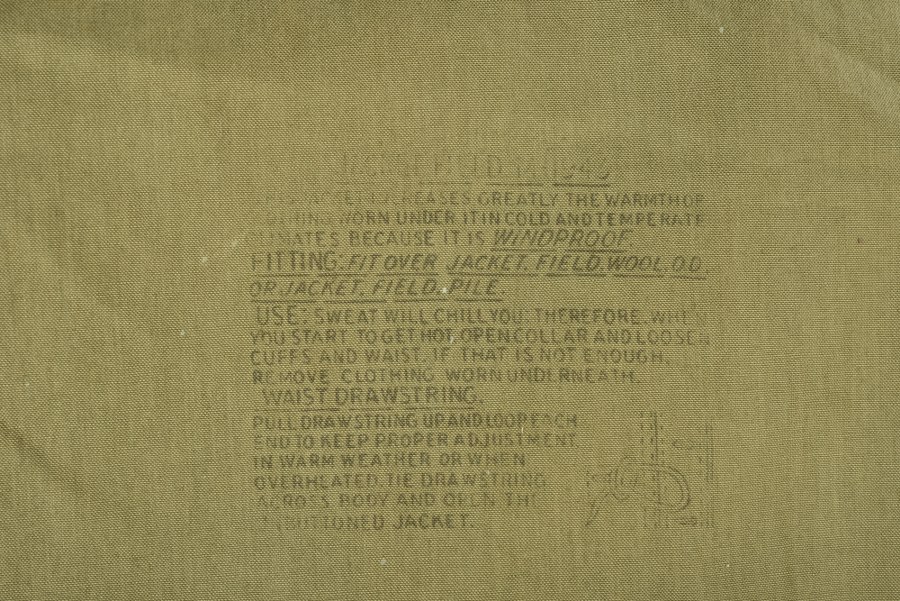 JACKET, FIELD, M-1943
THIS JACKET INCREASES GREATLY THE WARMTH OF
CLOTHING WORN UNDER IT IN COLD AND TEMPERATE
CLIMATES BECAUSE IT IS WINDPROOF.
FITTING: FIT OVER JACKET, FIELD, WOOL, O.D.
OR JACKET, FIELD, PILE.
USE: SWEAT WILL CHILL YOU: THEREFORE, WHEN
YOU START TO GET HOT, OPEN COLLAR AND LOOSEN
CUFFS AND WAIST. IF THAT IS NOT ENOUGH,
REMOVE CLOTHING WORN UNDERNEATH.
WAIST DRAWSTRING.
PULL DRAWSTRING UP AND LOOP EACH
END TO KEEP PROPER ADJUSTMENT.
IN WARM WEATHER OR WHEN
OVERHEATED, TIE DRAWSTRING
ACROSS BODY AND OPEN THE
UNBUTTONED JACKET.